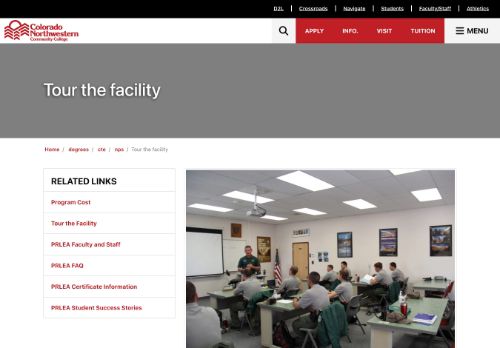 D2L | Crossroads | Navigate | Students | Faculty/Staff | Athletics
Colorado
Northwestern
Community College
APPLY INFO. VISIT TUITION MENU
Tour the facility
Home / degrees / cte / nps / Tour the facility
RELATED LINKS
Program Cost
Tour the Facility
PRLEA Faculty and Staff
PRLEA FAQ
PRLEA Certificate Information
PRLEA Student Success Stories